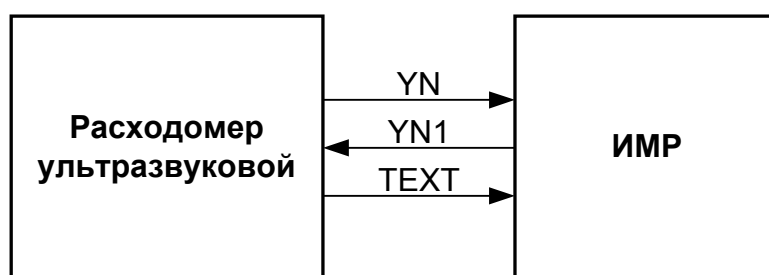 Расходомер
ультразвуковой
YN
YN1
TEXT
ИМР